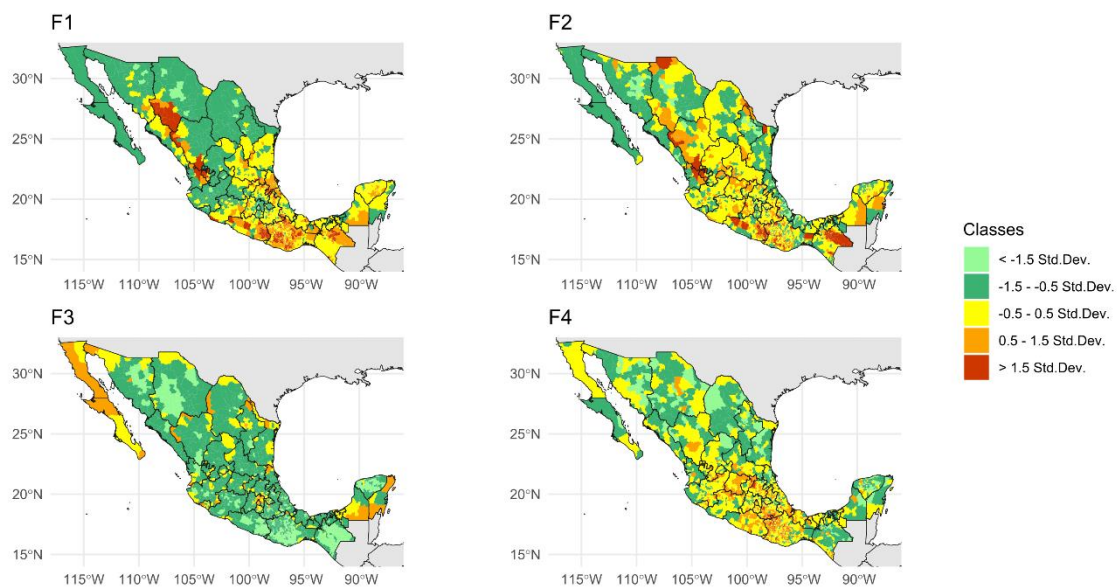 F1
F2
30°N
25°N
20°N
15°N
115°W 110°W 105°W 100°W 95°W 90°W
30°N
25°N
20°N
15°N
115°W 110°W 105°W 100°W 95°W 90°W
F3
F4
30°N
25°N
20°N
15°N
115°W 110°W 105°W 100°W 95°W 90°W
30°N
25°N
20°N
15°N
115°W 110°W 105°W 100°W 95°W 90°W
Classes
< -1.5 Std.Dev.
-1.5 - -0.5 Std.Dev.
-0.5 - 0.5 Std.Dev.
0.5 - 1.5 Std.Dev.
> 1.5 Std.Dev.